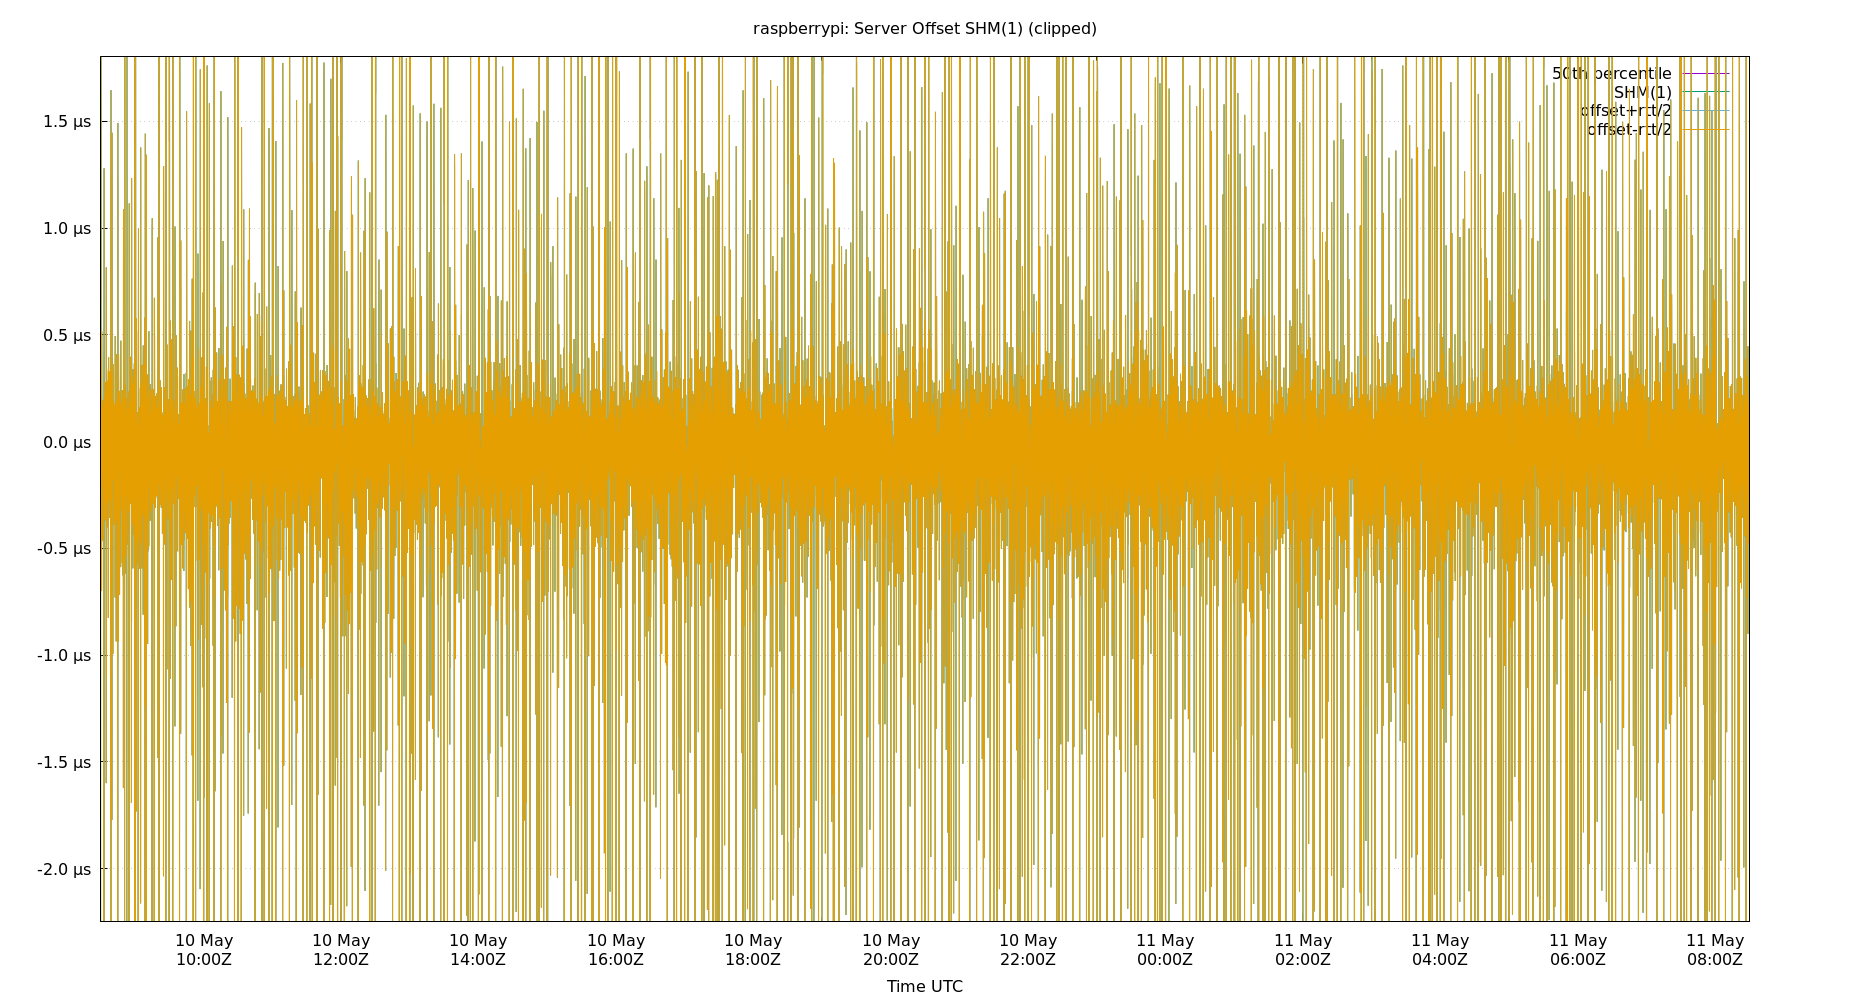 raspberrypi: Server Offset SHM(1) (clipped)
50th percentile
SHM(1)
offset+rtt/2
offset-rtt/2
1.5 µs
1.0 µs
0.5 µs
0.0 µs
-0.5 µs
-1.0 µs
-1.5 µs
-2.0 µs
10 May 10 May 10 May 10 May 10 May 10 May 10 May 11 May 11 May 11 May 11 May 11 May
10:00Z 12:00Z 14:00Z 16:00Z 18:00Z 20:00Z 22:00Z 00:00Z 02:00Z 04:00Z 06:00Z 08:00Z
Time UTC